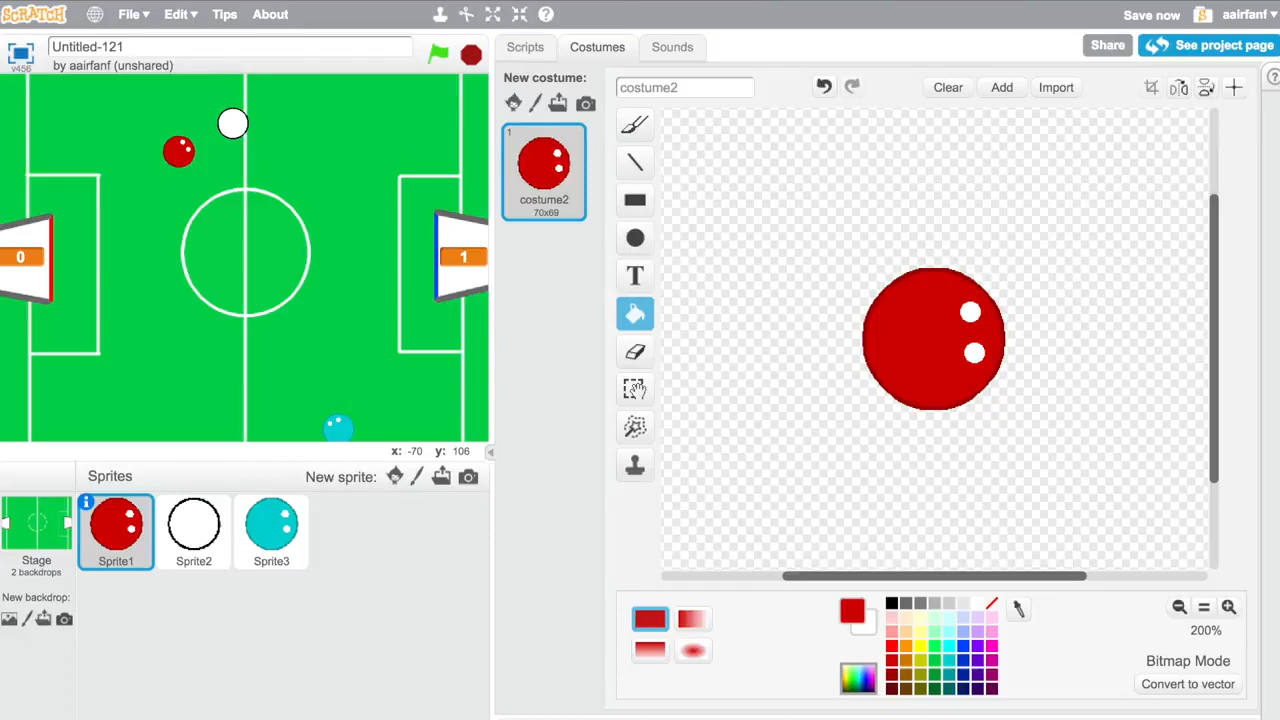 SCRATCH File Edit Tips About Save now aairfanf
v456 Untitled-121 Scripts Costumes Sounds Share See project page
by aairfanf (unshared)
New costume: costume2 Clear Add Import
1
costume2
70x69
0 1
T
x: -70 y: 106
Sprites New sprite:
Sprite1 Sprite2 Sprite3
Stage
2 backdrops
New backdrop:
200%
Bitmap Mode
Convert to vector